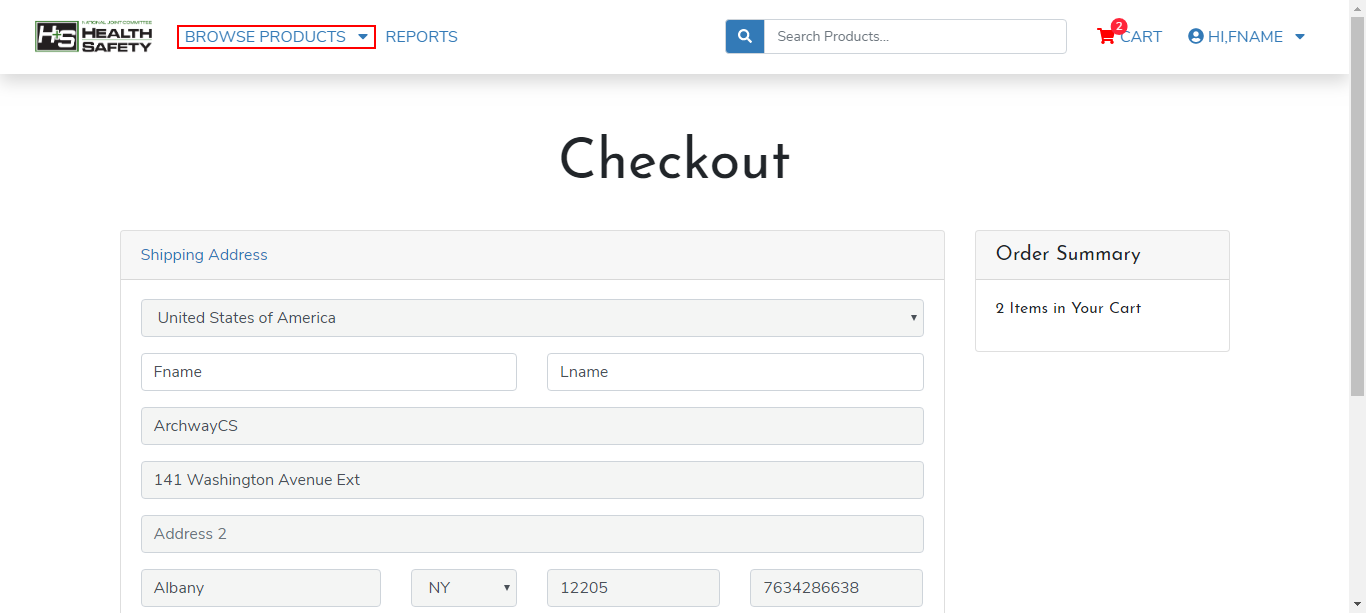 NATIONAL JOINT COMMITTEE
H+S HEALTH
SAFETY
BROWSE PRODUCTS
REPORTS
Search Products...
2
CART
HI,FNAME
Checkout
Shipping Address
United States of America
Fname
Lname
ArchwayCS
141 Washington Avenue Ext
Address 2
Albany
NY
12205
7634286638
Order Summary
2 Items in Your Cart